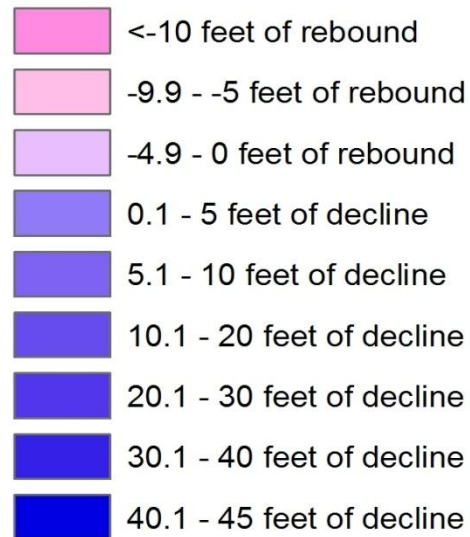 <-10 feet of rebound
-9.9 - -5 feet of rebound
-4.9 - 0 feet of rebound
0.1 - 5 feet of decline
5.1 - 10 feet of decline
10.1 - 20 feet of decline
20.1 - 30 feet of decline
30.1 - 40 feet of decline
40.1 - 45 feet of decline